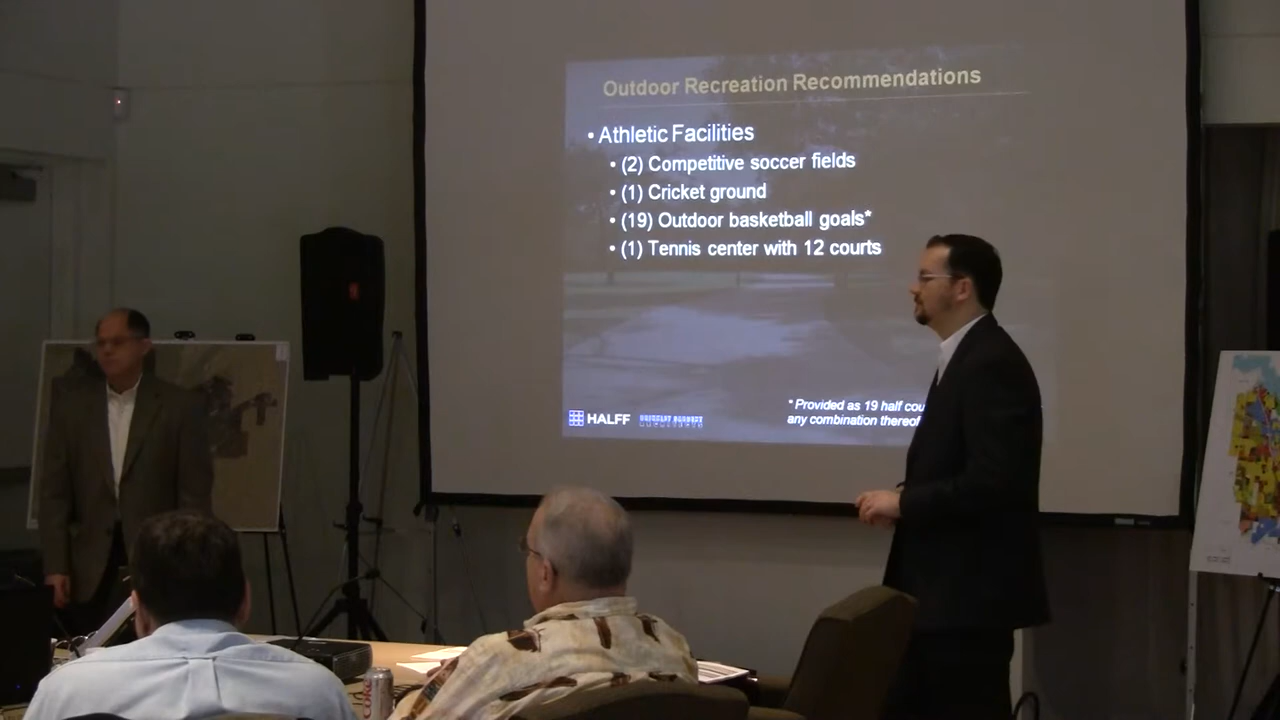 Outdoor Recreation Recommendations
• Athletic Facilities
• (2) Competitive soccer fields
• (1) Cricket ground
• (19) Outdoor basketball goals*
• (1) Tennis center with 12 courts
* Provided as 19 half cou
any combination thereof
HALFF